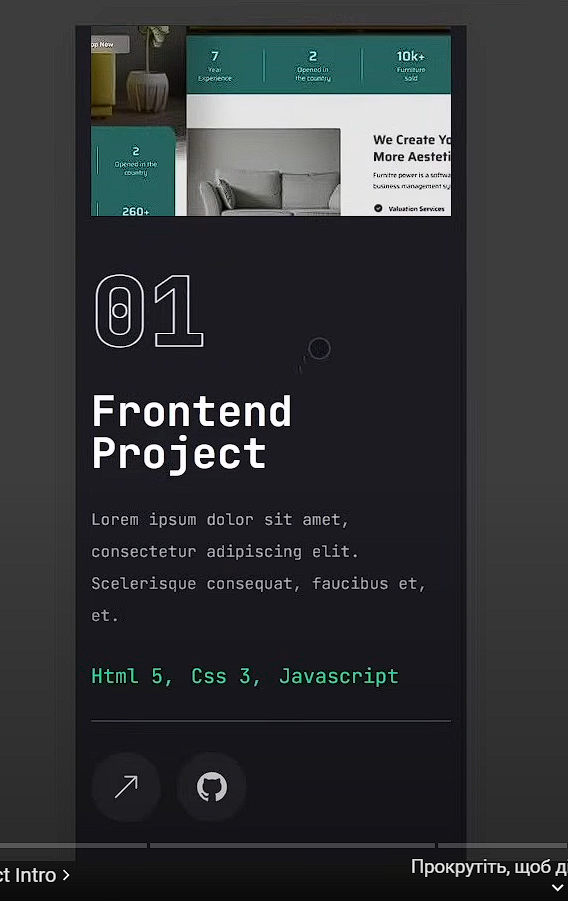 op Now
7
Year
Experience
2
Opened in
the country
10k+
Furniture
sold
2
Opened in the
country
260+
We Create Yo
More Aesteti
Furnitre power is a softwa
business management sy
Valuation Services
01
Frontend
Project
Lorem ipsum dolor sit amet,
consectetur adipiscing elit.
Scelerisque consequat, faucibus et,
et.
Html 5, Css 3, Javascript
ct Intro
Прокрутіть, щоб ді